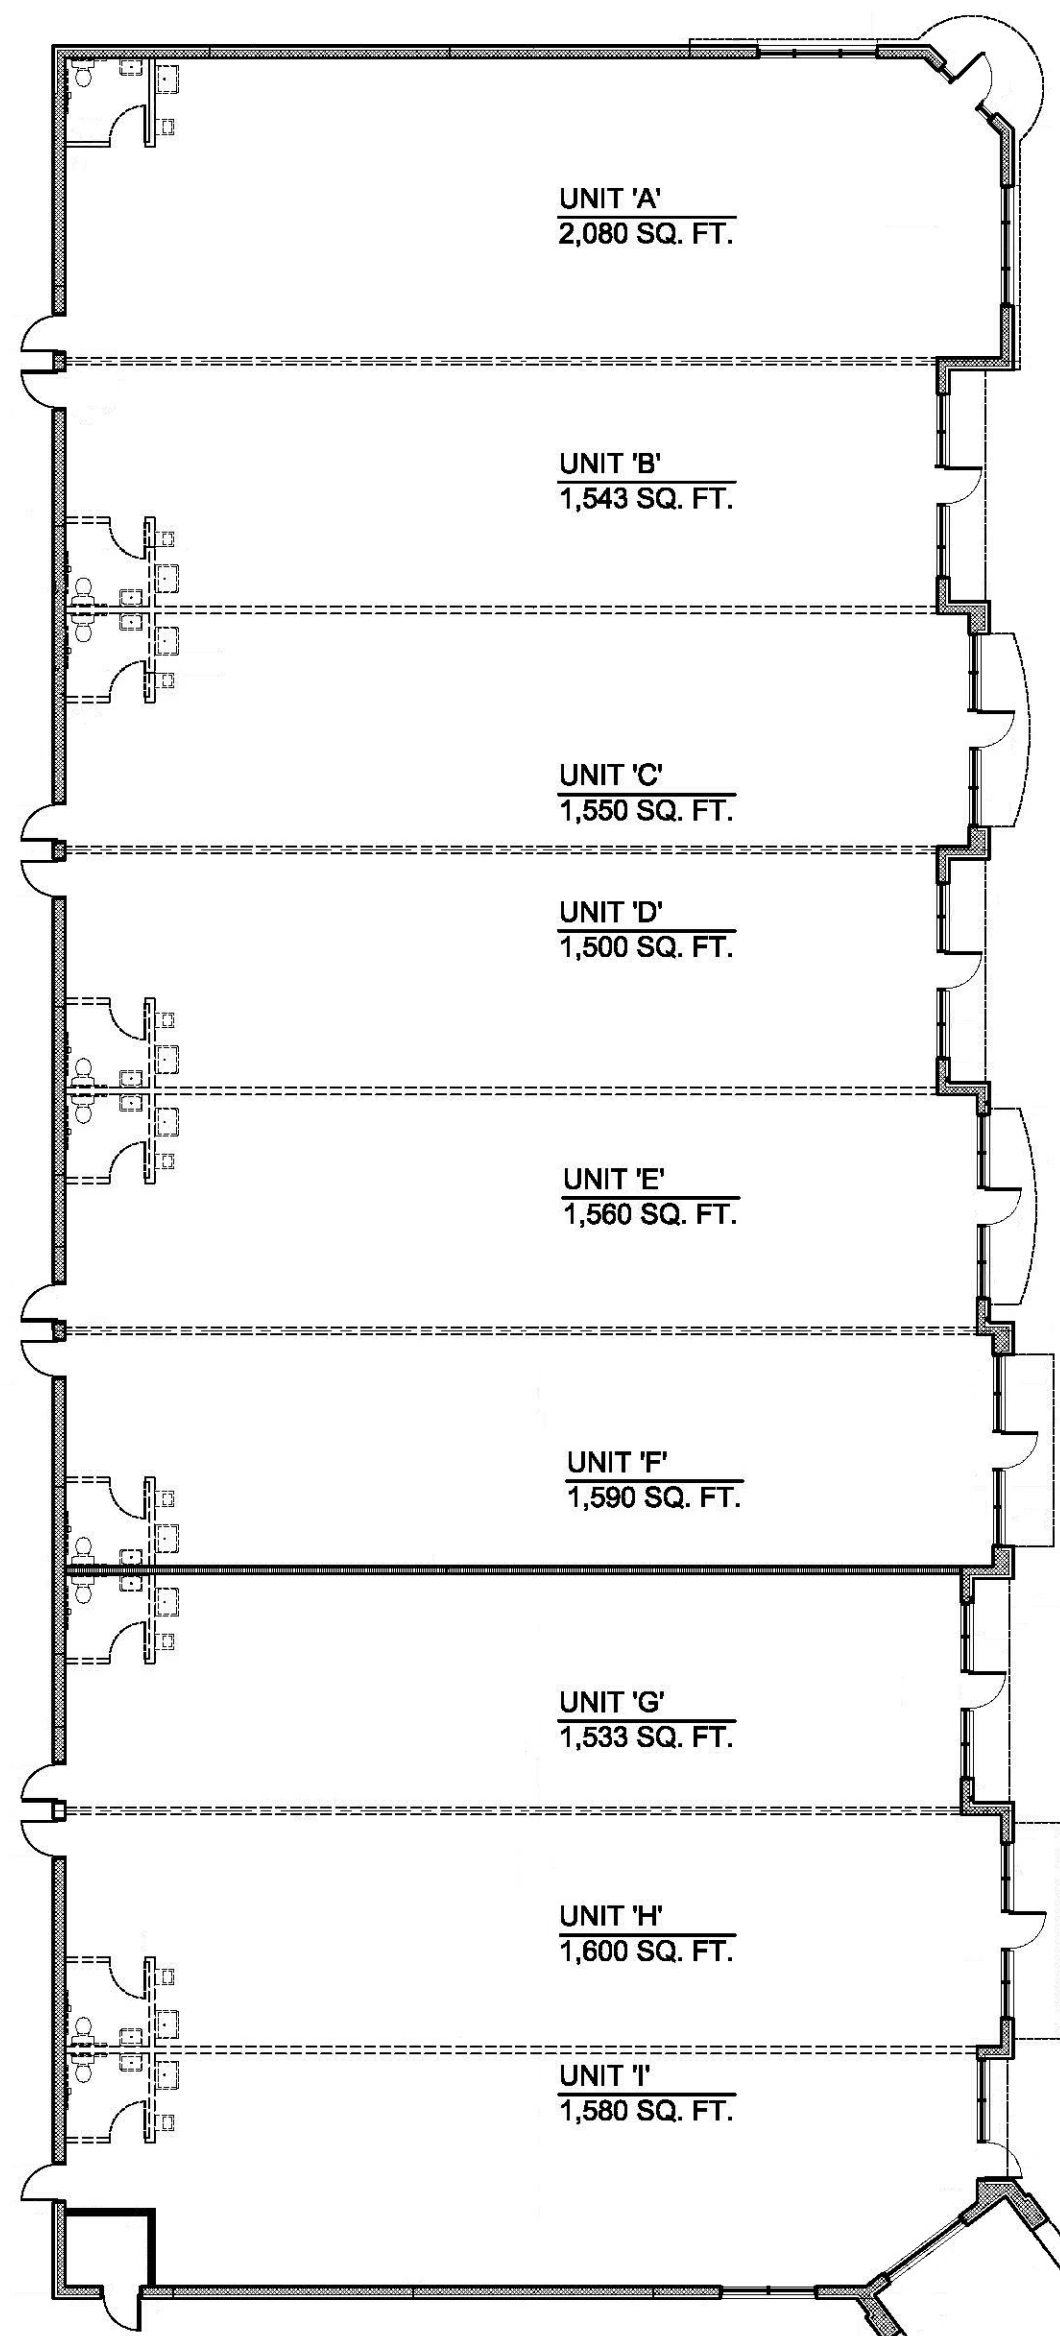 UNIT 'A'
2,080 SQ. FT.
UNIT 'B'
1,543 SQ. FT.
UNIT 'C'
1,550 SQ. FT.
UNIT 'D'
1,500 SQ. FT.
UNIT 'E'
1,560 SQ. FT.
UNIT 'F'
1,590 SQ. FT.
UNIT 'G'
1,533 SQ. FT.
UNIT 'H'
1,600 SQ. FT.
UNIT 'I'
1,580 SQ. FT.